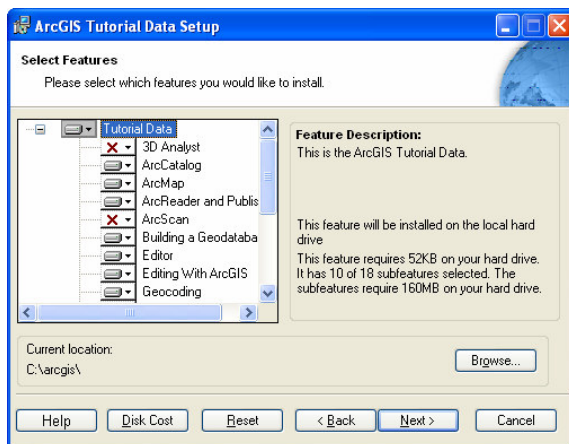 ArcGIS Tutorial Data Setup
Select Features
Please select which features you would like to install.
Tutorial Data
3D Analyst
ArcCatalog
ArcMap
ArcReader and Publis
ArcScan
Building a Geodataba
Editor
Editing With ArcGIS
Geocoding
Feature Description:
This is the ArcGIS Tutorial Data.
This feature will be installed on the local hard
drive
This feature requires 52KB on your hard drive.
It has 10 of 18 subfeatures selected. The
subfeatures require 160MB on your hard drive.
Current location:
C:\arcgis\
Browse...
Help
Disk Cost
Reset
< Back
Next >
Cancel